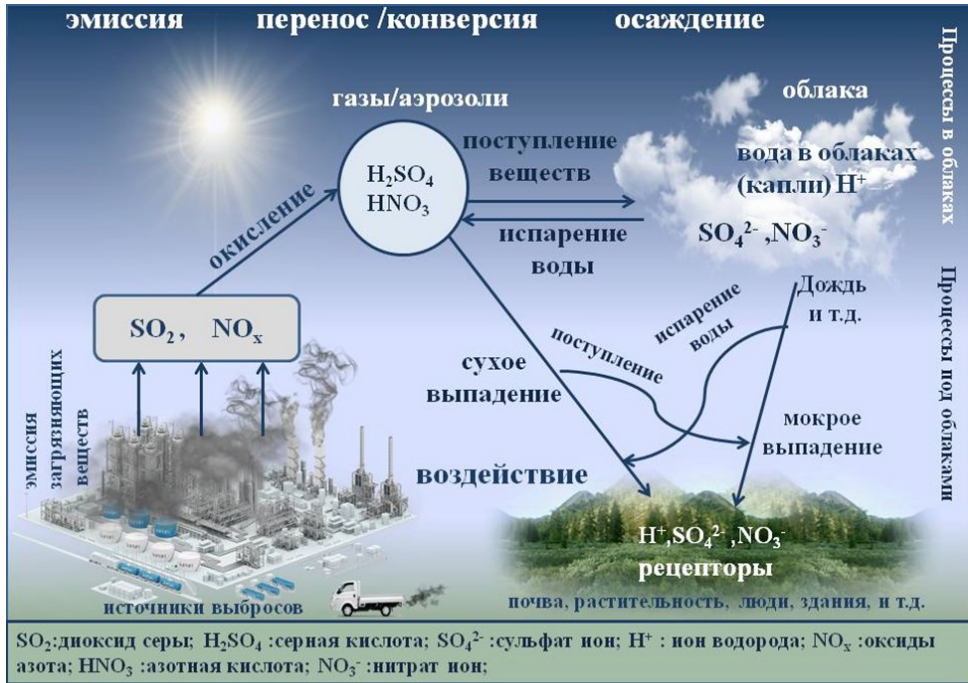 эмиссия перенос /конверсия осаждение
Процессы в облаках
газы/аэрозоли
облака
H₂SO₄
HNO₃
поступление
веществ
испарение
воды
вода в облаках
(капли) H⁺
SO₄²⁻ ,NO₃⁻
окисление
SO₂, NOₓ
Процессы под облаками
Дождь
и т.д.
испарение
воды
поступление
сухое
выпадение
мокрое
выпадение
воздействие
эмиссия
загрязняющих
веществ
H⁺,SO₄²⁻,NO₃⁻
рецепторы
источники выбросов
почва, растительность, люди, здания, и т.д.
SO₂:диоксид серы; H₂SO₄ :серная кислота; SO₄²⁻ :сульфат ион; H⁺ : ион водорода; NOₓ :оксиды
азота; HNO₃ :азотная кислота; NO₃⁻ :нитрат ион;